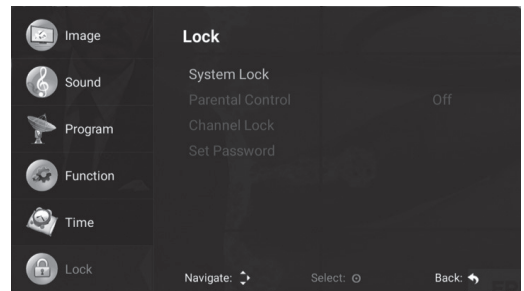 Image
Sound
Program
Function
Time
Lock
Lock
System Lock
Parental Control Off
Channel Lock
Set Password
Navigate: Select: Back: